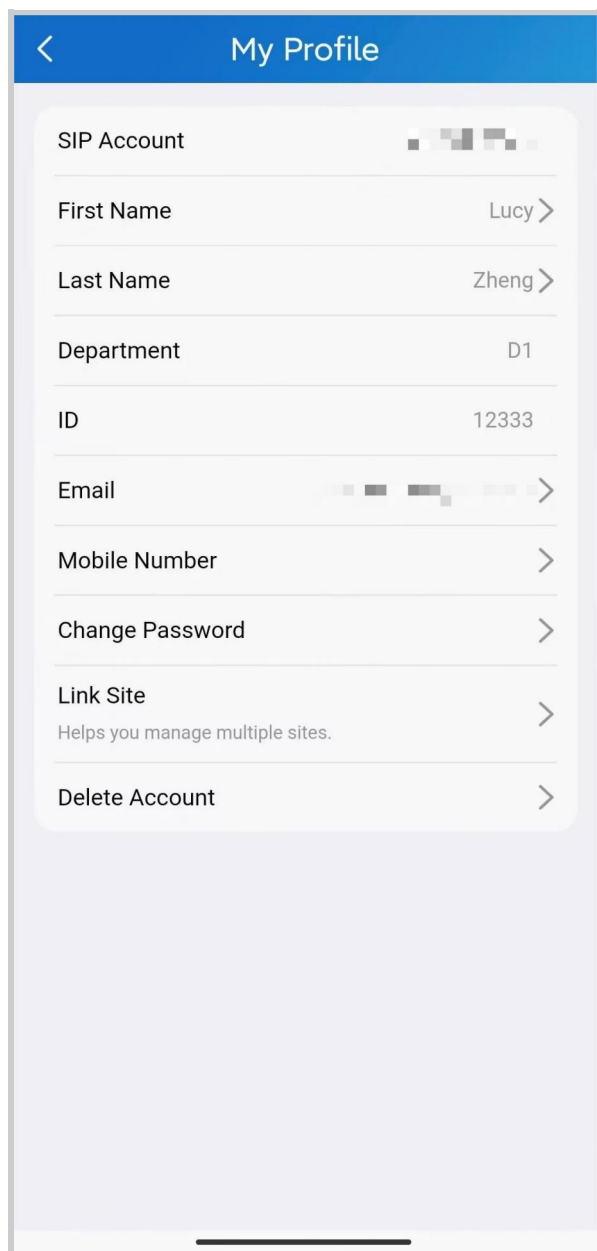 My Profile
SIP Account
First Name Lucy
Last Name Zheng
Department D1
ID 12333
Email
Mobile Number
Change Password
Link Site
Helps you manage multiple sites.
Delete Account